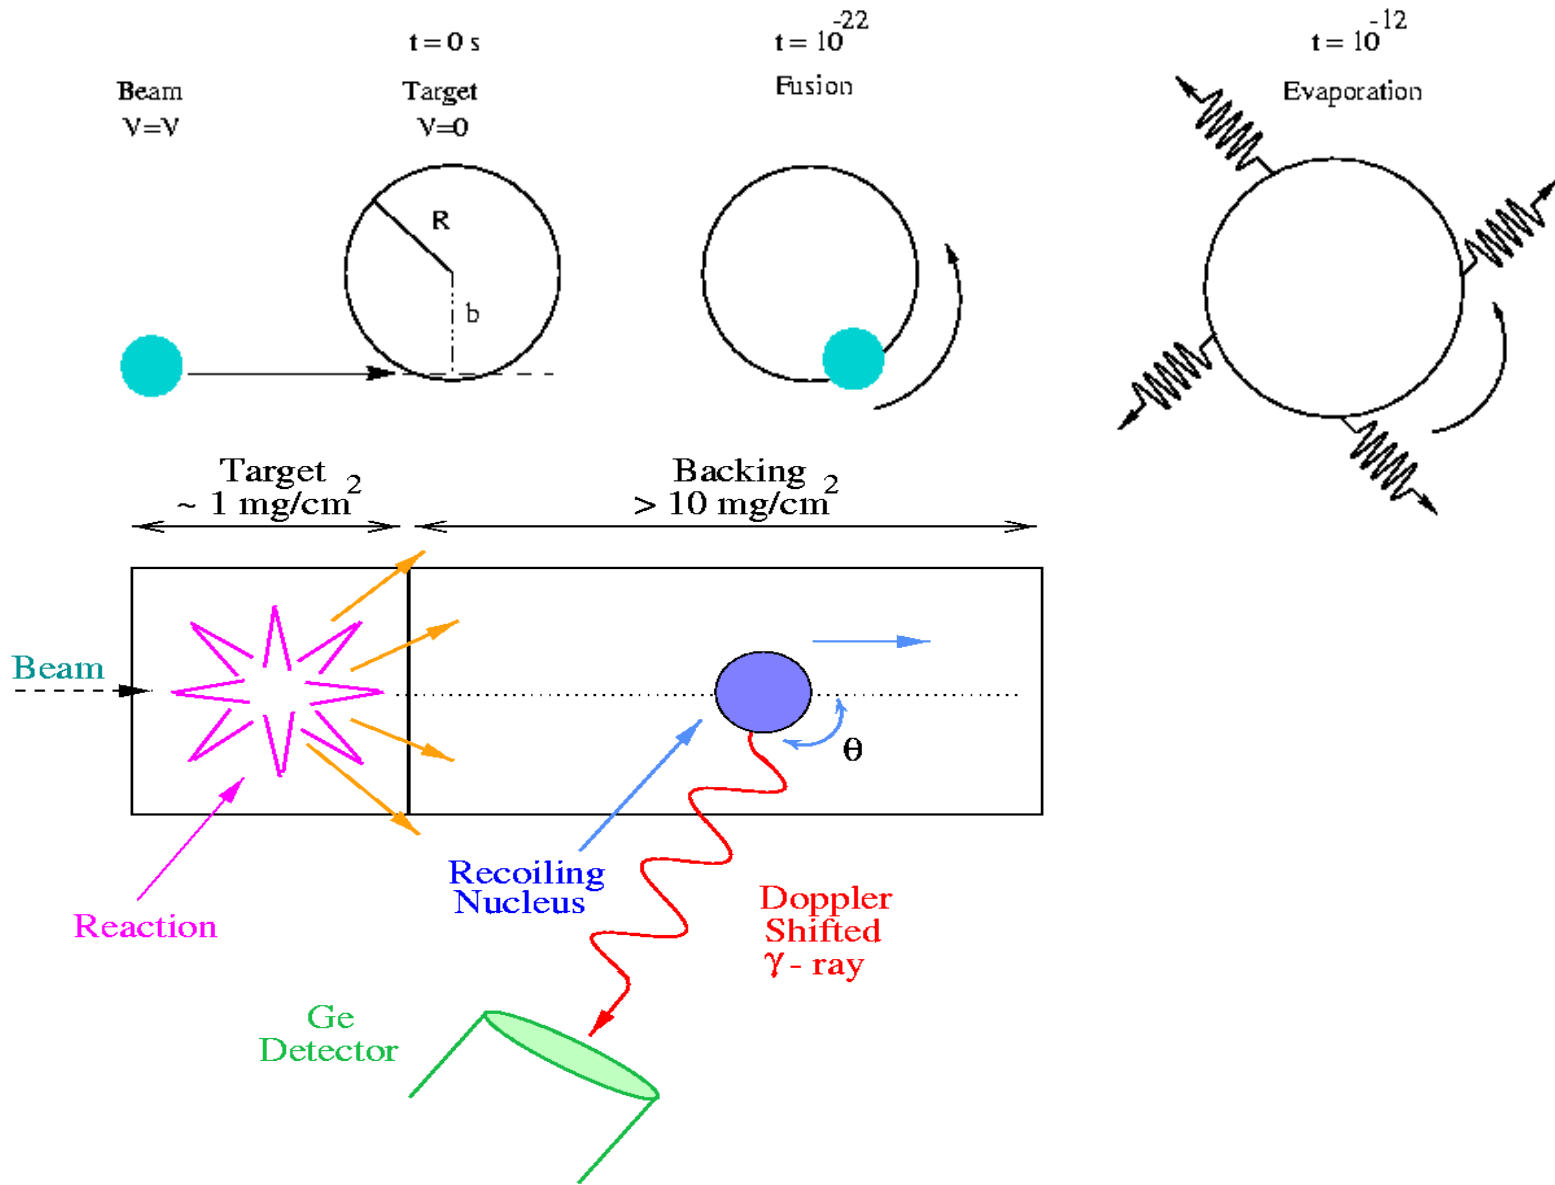 t = 0 s
t = 10^-22
t = 10^-12
Beam
V=V
Target
V=0
Fusion
Evaporation
R
b
Target
~ 1 mg/cm^2
Backing
> 10 mg/cm^2
Beam
θ
Recoiling
Nucleus
Reaction
Doppler
Shifted
γ - ray
Ge
Detector